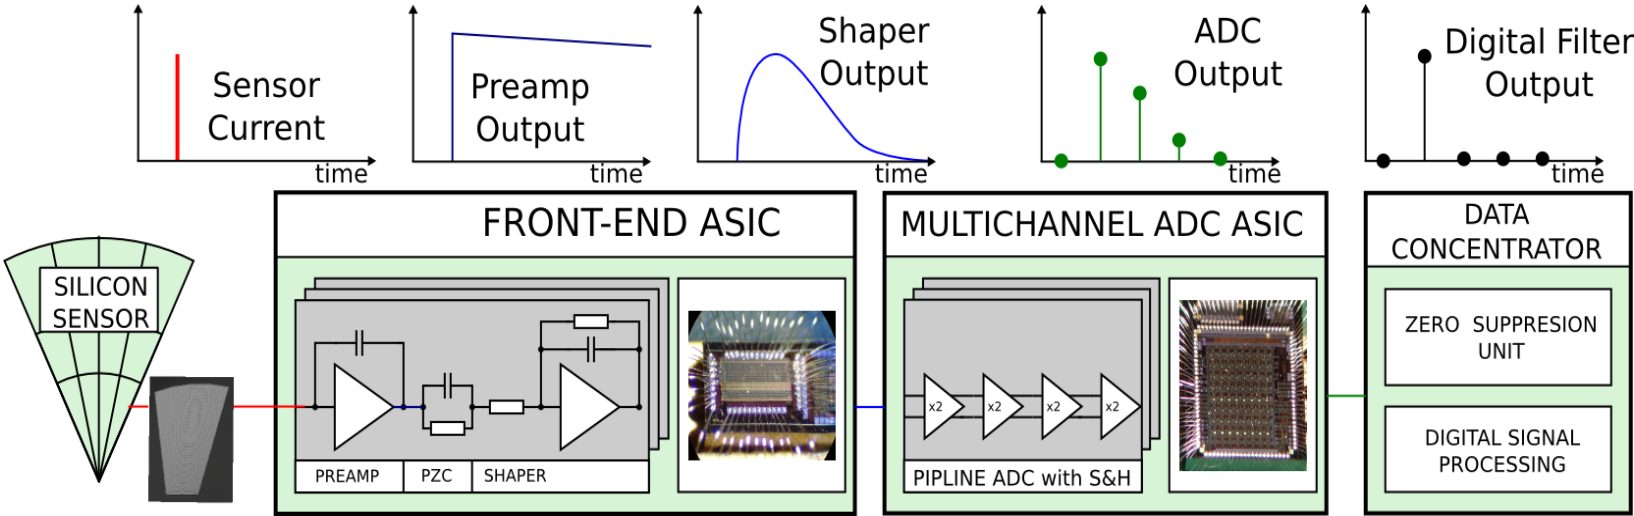 Sensor
Current
time
Preamp
Output
time
Shaper
Output
time
ADC
Output
time
Digital Filter
Output
time
SILICON
SENSOR
FRONT-END ASIC
PREAMP
PZC
SHAPER
MULTICHANNEL ADC ASIC
x2
x2
x2
x2
PIPLINE ADC with S&H
DATA
CONCENTRATOR
ZERO SUPPRESION
UNIT
DIGITAL SIGNAL
PROCESSING